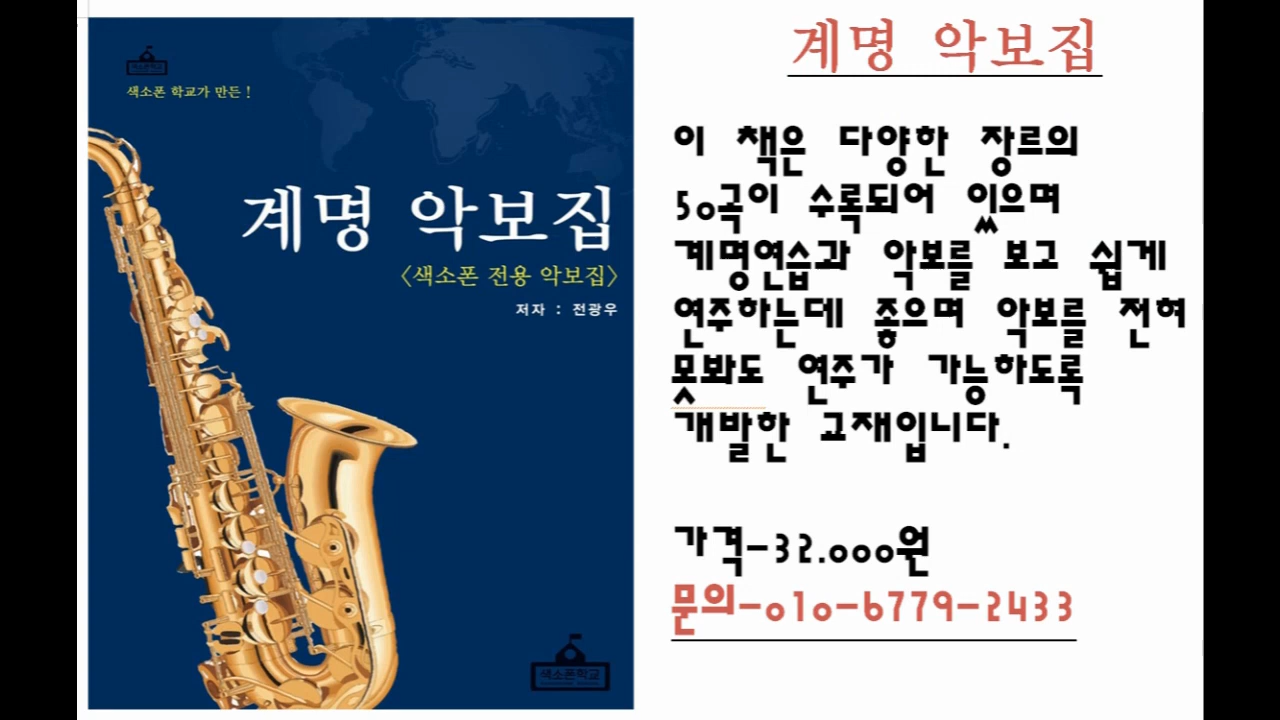 색소폰학교
색소폰 학교가 만든 !
계명 악보집
<색소폰 전용 악보집>
저자 : 전광우
색소폰학교
계명 악보집
이 책은 다양한 장르의
50곡이 수록되어 있으며
계명연습과 악보를 보고 쉽게
연주하는데 좋으며 악보를 전혀
못봐도 연주가 가능하도록
개발한 교재입니다.
가격-32.000원
문의-010-6779-2433